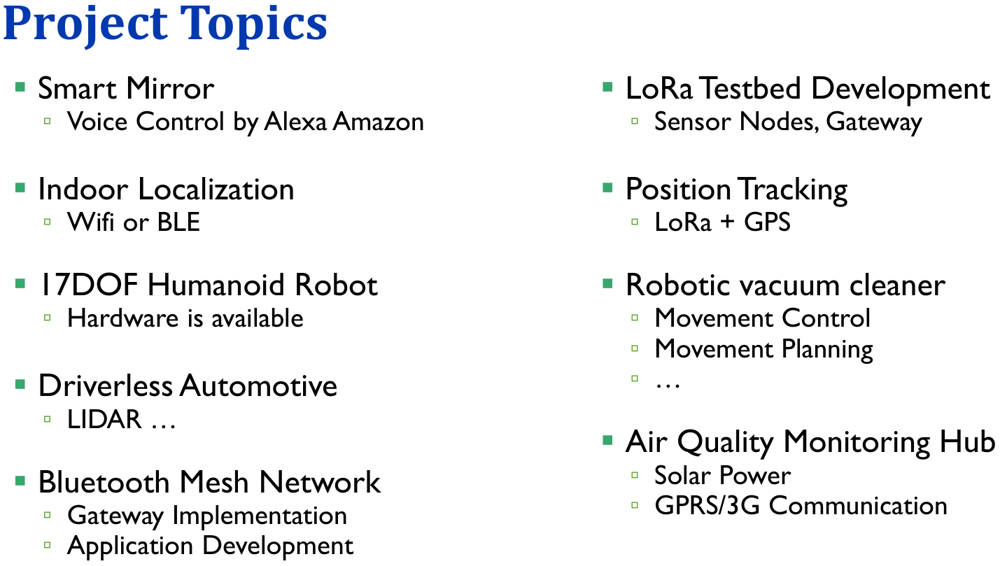 Project Topics
Smart Mirror
Voice Control by Alexa Amazon
Indoor Localization
Wifi or BLE
17DOF Humanoid Robot
Hardware is available
Driverless Automotive
LIDAR …
Bluetooth Mesh Network
Gateway Implementation
Application Development
LoRa Testbed Development
Sensor Nodes, Gateway
Position Tracking
LoRa + GPS
Robotic vacuum cleaner
Movement Control
Movement Planning
…
Air Quality Monitoring Hub
Solar Power
GPRS/3G Communication